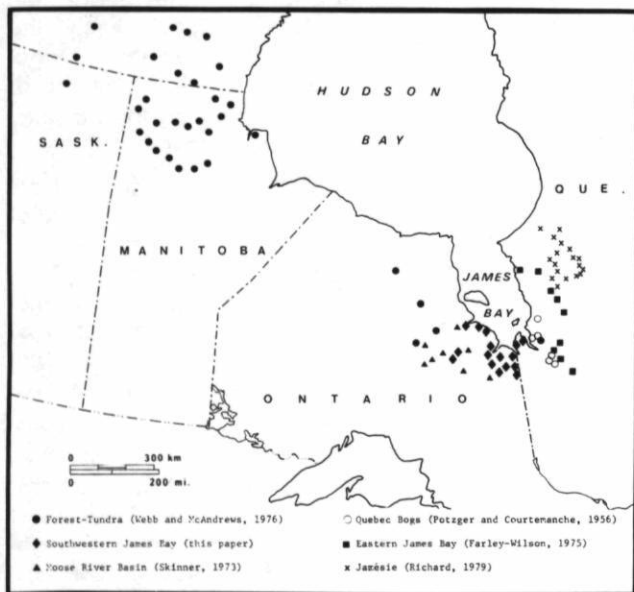 HUDSON
BAY
SASK.
QUE.
MANITOBA
JAMES
BAY
ONTARIO
0 300 km
0 200 mi.
● Forest-Tundra (Webb and McAndrews, 1976)
○ Quebec Bogs (Potzger and Courtemanche, 1956)
◆ Southwestern James Bay (this paper)
■ Eastern James Bay (Farley-Wilson, 1975)
▲ Moose River Basin (Skinner, 1973)
x Jamésie (Richard, 1979)